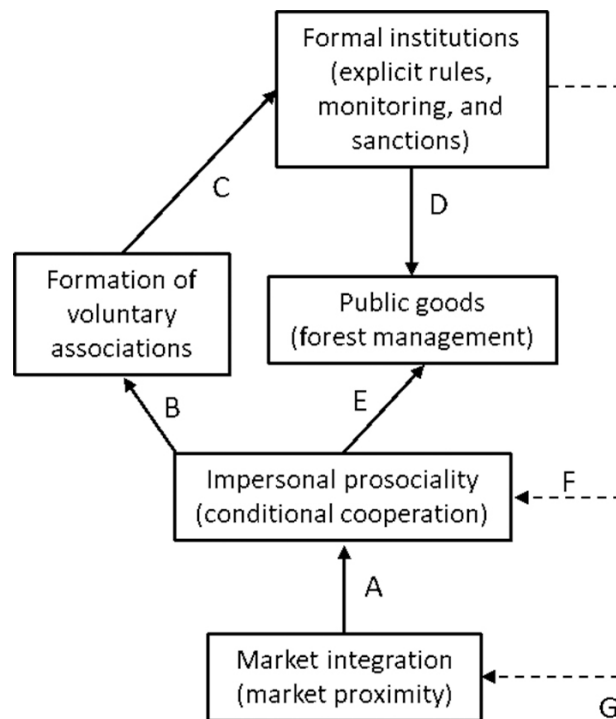 Formal institutions
(explicit rules,
monitoring, and
sanctions)
C
D
Formation of
voluntary
associations
Public goods
(forest management)
B
E
Impersonal prosociality
(conditional cooperation)
F
A
Market integration
(market proximity)
G